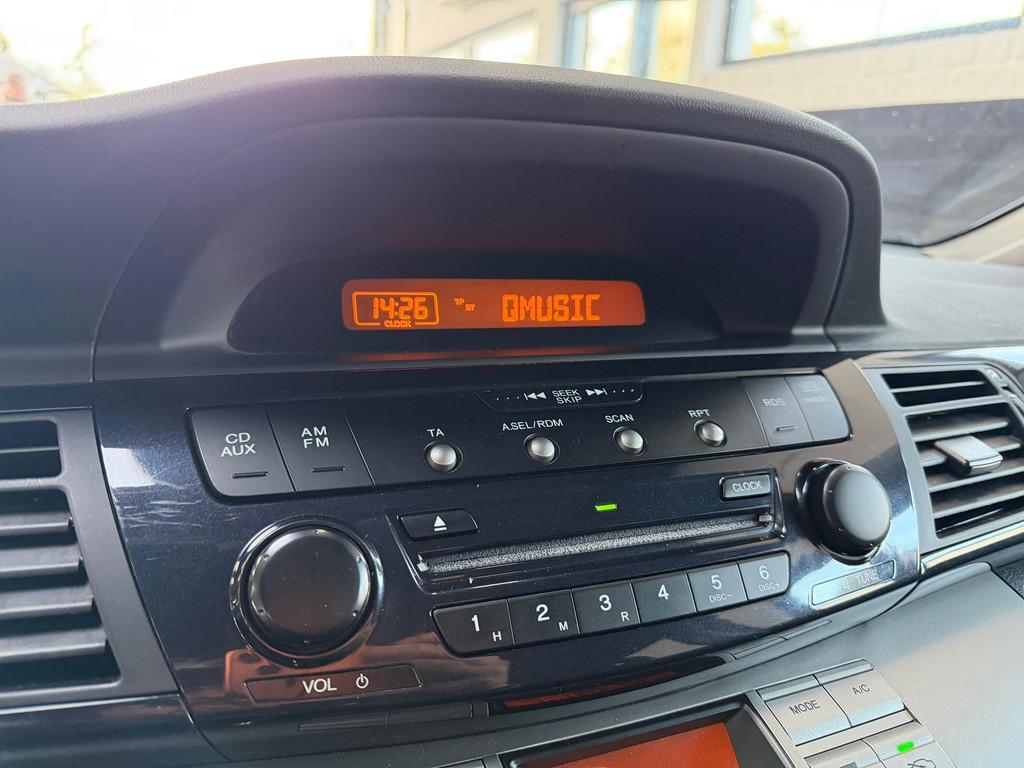 14:26 TP ST QMUSIC
CLOCK
SEEK
SKIP
CD
AUX
AM
FM
TA
A.SEL/RDM
SCAN
RPT
RDS
CLOCK
1 H
2 M
3 R
4
5 DISC-
6 DISC+
TUNE
VOL
MODE
A/C